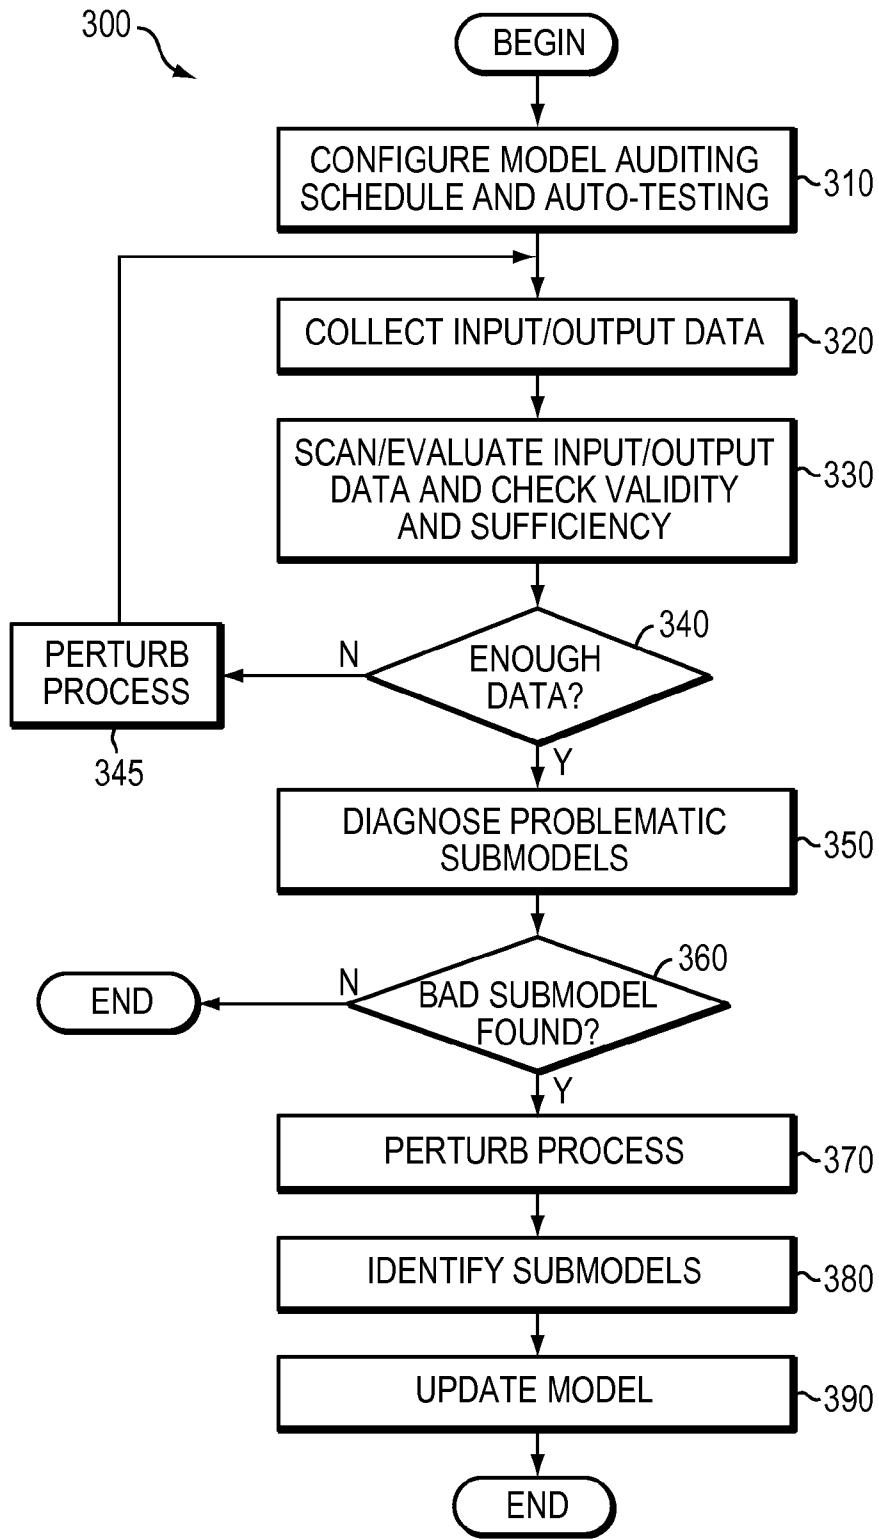 300
BEGIN
CONFIGURE MODEL AUDITING
SCHEDULE AND AUTO-TESTING
310
COLLECT INPUT/OUTPUT DATA
320
SCAN/EVALUATE INPUT/OUTPUT
DATA AND CHECK VALIDITY
AND SUFFICIENCY
330
ENOUGH
DATA?
340
N
PERTURB
PROCESS
345
Y
DIAGNOSE PROBLEMATIC
SUBMODELS
350
BAD SUBMODEL
FOUND?
360
N
END
Y
PERTURB PROCESS
370
IDENTIFY SUBMODELS
380
UPDATE MODEL
390
END